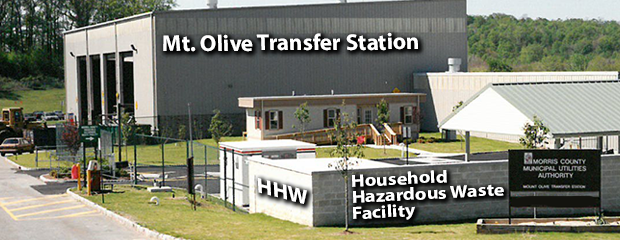 Mt. Olive Transfer Station
HHW
Household
Hazardous Waste
Facility
MORRIS COUNTY
MUNICIPAL UTILITIES
AUTHORITY
MOUNT OLIVE TRANSFER STATION